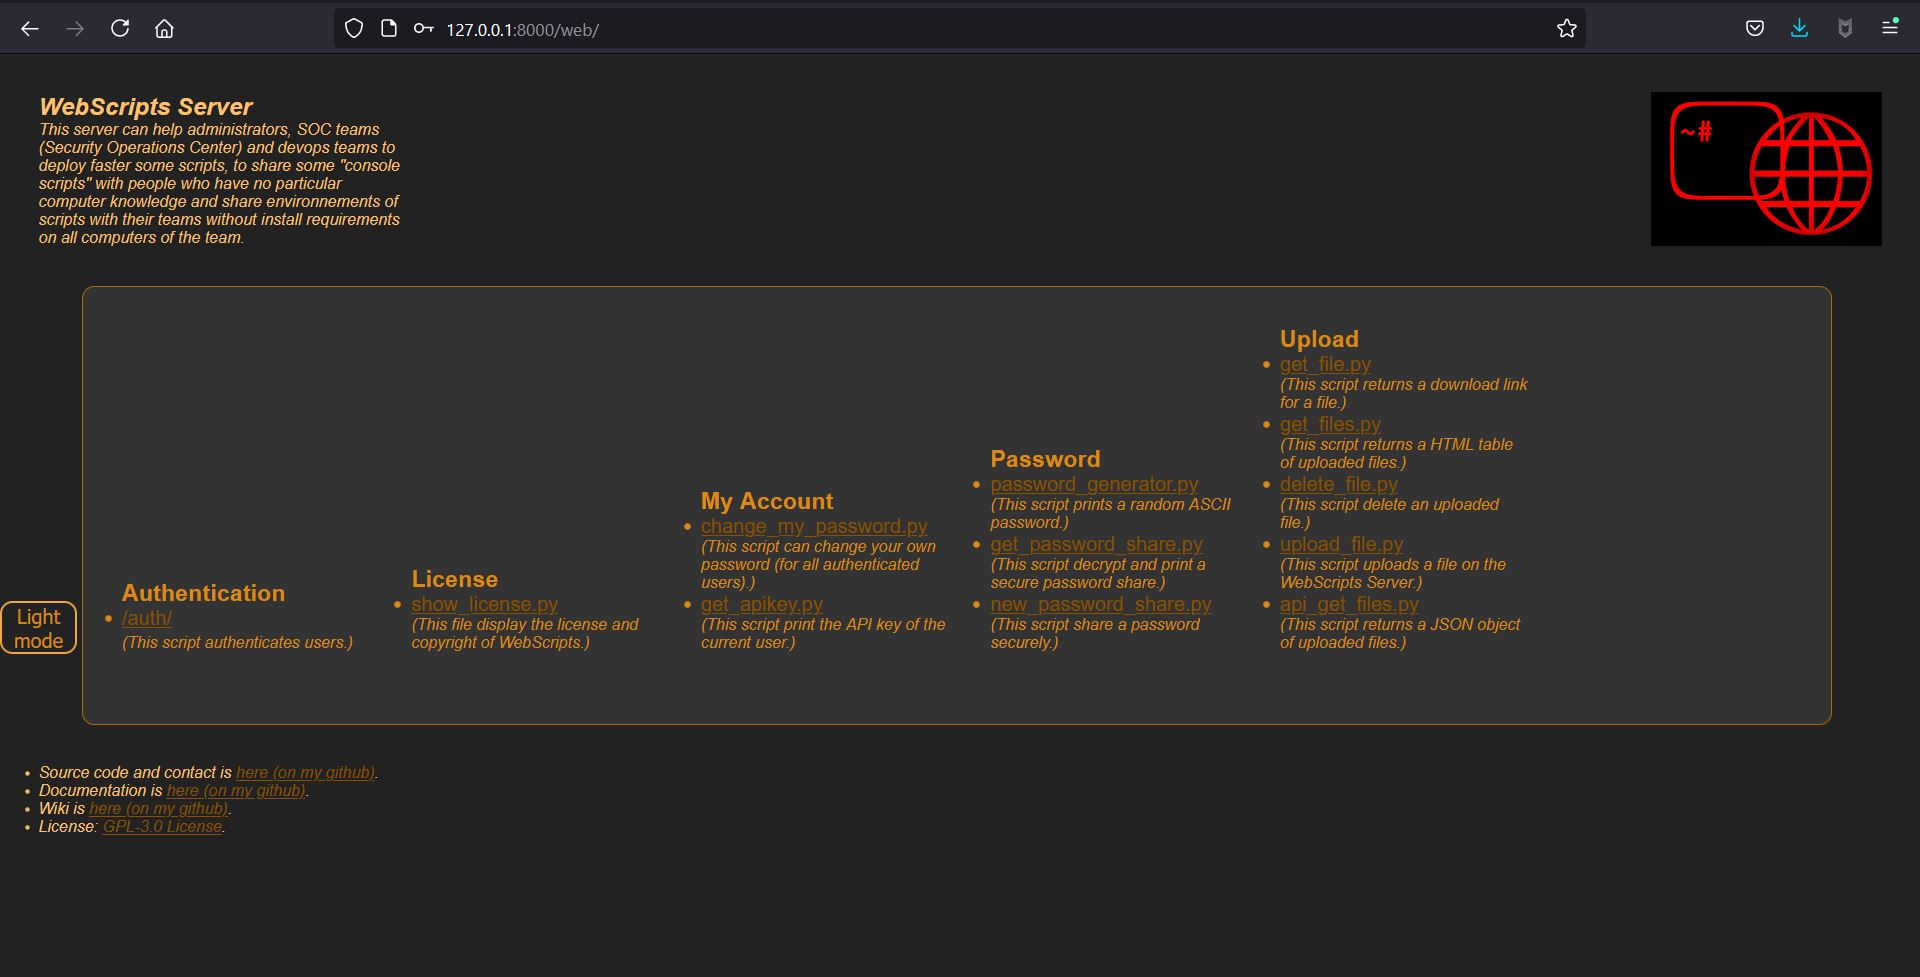 127.0.0.1:8000/web/
WebScripts Server
This server can help administrators, SOC teams
(Security Operations Center) and devops teams to
deploy faster some scripts, to share some "console
scripts" with people who have no particular
computer knowledge and share environnements of
scripts with their teams without install requirements
on all computers of the team.
~#
Light
mode
Authentication
/auth/
(This script authenticates users.)
License
show_license.py
(This file display the license and
copyright of WebScripts.)
My Account
change_my_password.py
(This script can change your own
password (for all authenticated
users).)
get_apikey.py
(This script print the API key of the
current user.)
Password
password_generator.py
(This script prints a random ASCII
password.)
get_password_share.py
(This script decrypt and print a
secure password share.)
new_password_share.py
(This script share a password
securely.)
Upload
get_file.py
(This script returns a download link
for a file.)
get_files.py
(This script returns a HTML table
of uploaded files.)
delete_file.py
(This script delete an uploaded
file.)
upload_file.py
(This script uploads a file on the
WebScripts Server.)
api_get_files.py
(This script returns a JSON object
of uploaded files.)
Source code and contact is here (on my github).
Documentation is here (on my github).
Wiki is here (on my github).
License: GPL-3.0 License.